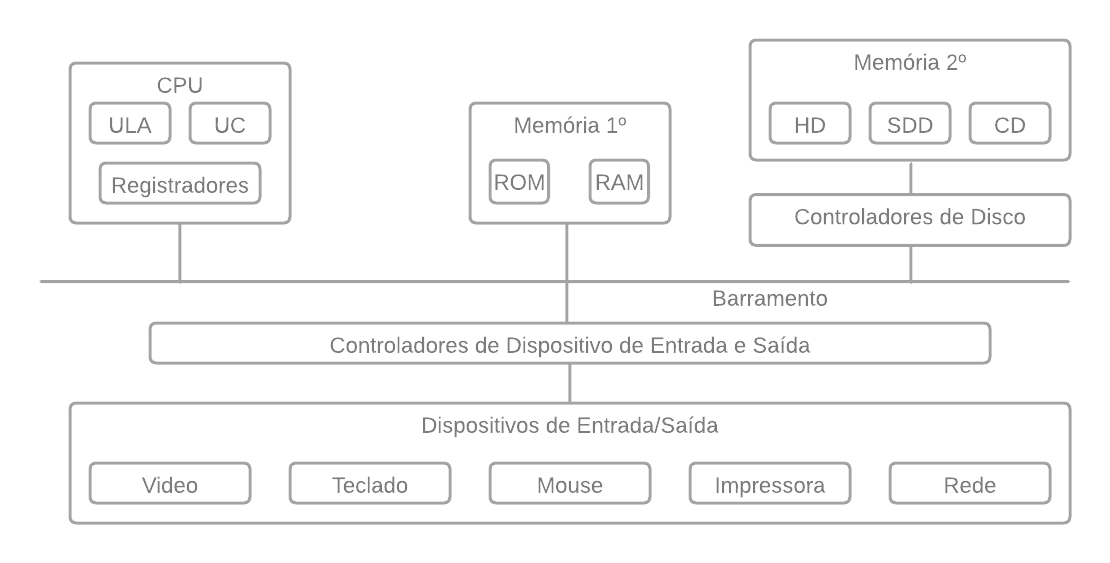 CPU
ULA UC
Registradores
Memória 1º
ROM RAM
Memória 2º
HD SDD CD
Controladores de Disco
Barramento
Controladores de Dispositivo de Entrada e Saída
Dispositivos de Entrada/Saída
Video Teclado Mouse Impressora Rede